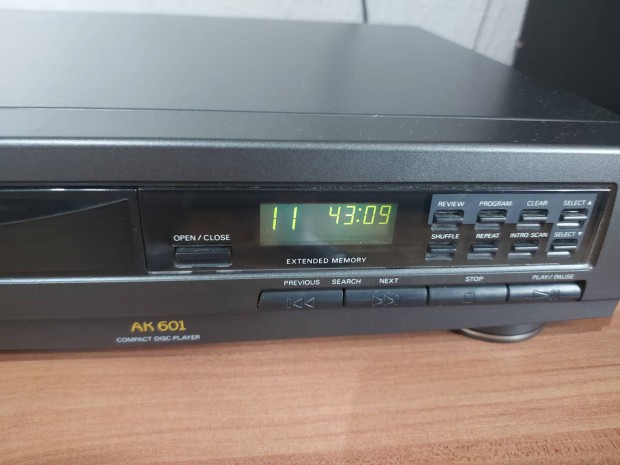 REVIEW PROGRAM CLEAR SELECT ▲
11 43:09
OPEN / CLOSE
SHUFFLE REPEAT INTRO SCAN SELECT
EXTENDED MEMORY
PREVIOUS SEARCH NEXT STOP PLAY/PAUSE
AK 601
COMPACT DISC PLAYER